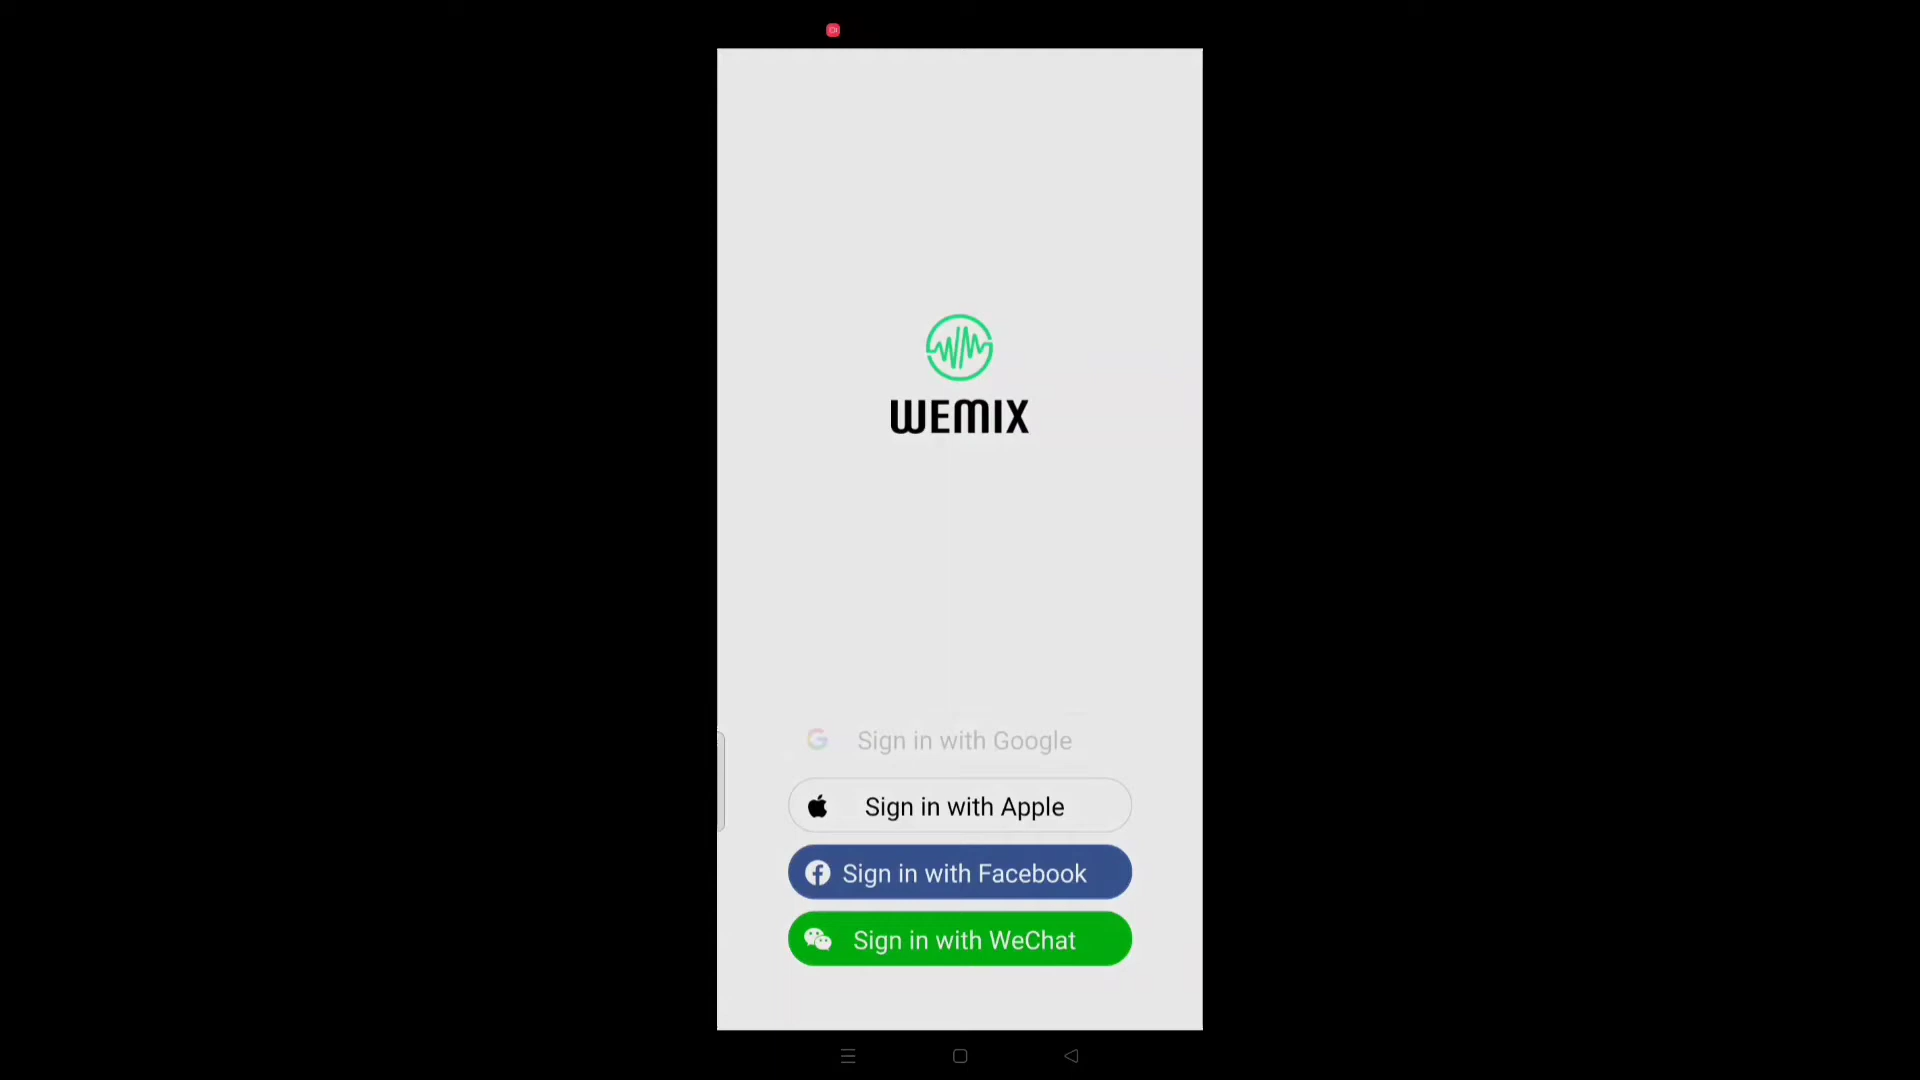 WEMIX
Sign in with Google
Sign in with Apple
Sign in with Facebook
Sign in with WeChat